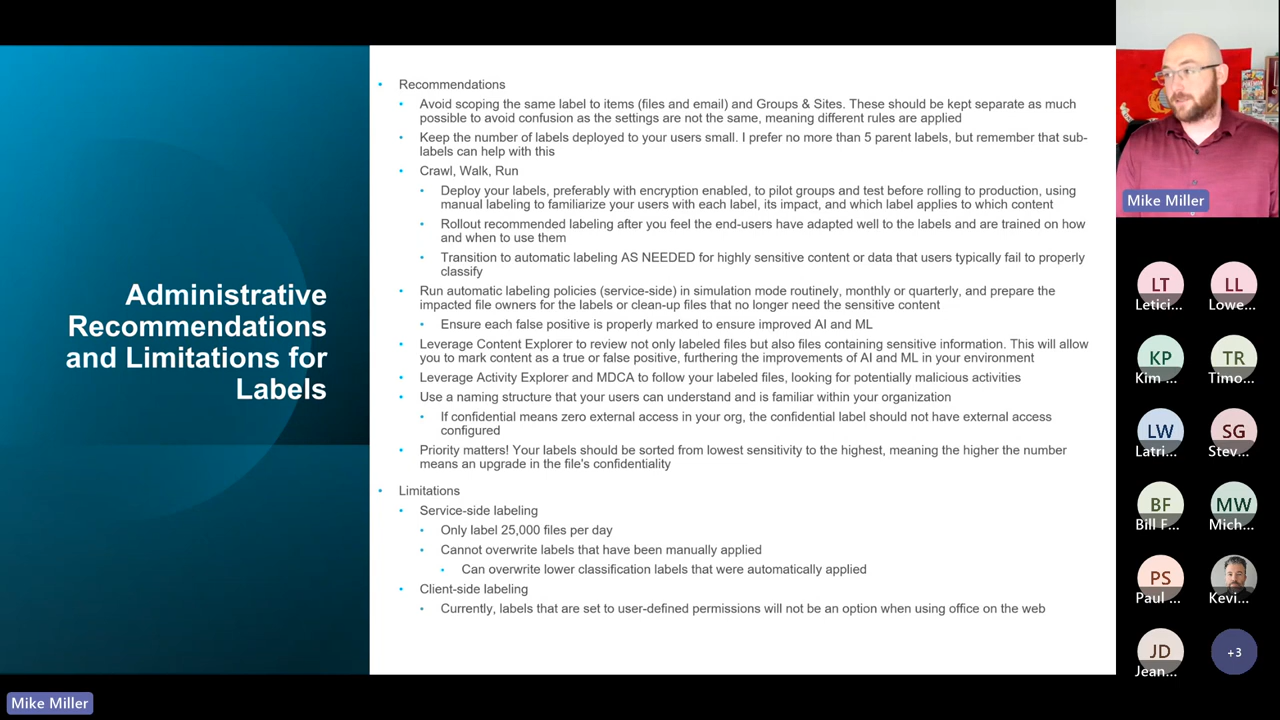 Administrative
Recommendations
and Limitations for
Labels
Recommendations
Avoid scoping the same label to items (files and email) and Groups & Sites. These should be kept separate as much
possible to avoid confusion as the settings are not the same, meaning different rules are applied
Keep the number of labels deployed to your users small. I prefer no more than 5 parent labels, but remember that sub-
labels can help with this
Crawl, Walk, Run
Deploy your labels, preferably with encryption enabled, to pilot groups and test before rolling to production, using
manual labeling to familiarize your users with each label, its impact, and which label applies to which content
Rollout recommended labeling after you feel the end-users have adapted well to the labels and are trained on how
and when to use them
Transition to automatic labeling AS NEEDED for highly sensitive content or data that users typically fail to properly
classify
Run automatic labeling policies (service-side) in simulation mode routinely, monthly or quarterly, and prepare the
impacted file owners for the labels or clean-up files that no longer need the sensitive content
Ensure each false positive is properly marked to ensure improved AI and ML
Leverage Content Explorer to review not only labeled files but also files containing sensitive information. This will allow
you to mark content as a true or false positive, furthering the improvements of AI and ML in your environment
Leverage Activity Explorer and MDCA to follow your labeled files, looking for potentially malicious activities
Use a naming structure that your users can understand and is familiar within your organization
If confidential means zero external access in your org, the confidential label should not have external access
configured
Priority matters! Your labels should be sorted from lowest sensitivity to the highest, meaning the higher the number
means an upgrade in the file's confidentiality
Limitations
Service-side labeling
Only label 25,000 files per day
Cannot overwrite labels that have been manually applied
Can overwrite lower classification labels that were automatically applied
Client-side labeling
Currently, labels that are set to user-defined permissions will not be an option when using office on the web
Mike Miller
LT
LL
Letici...
Lowe...
KP
TR
Kim ...
Timo...
LW
SG
Latri...
Stev...
BF
MW
Bill F...
Mich...
PS
Paul ...
Kevi...
JD
+3
Jean...
Mike Miller